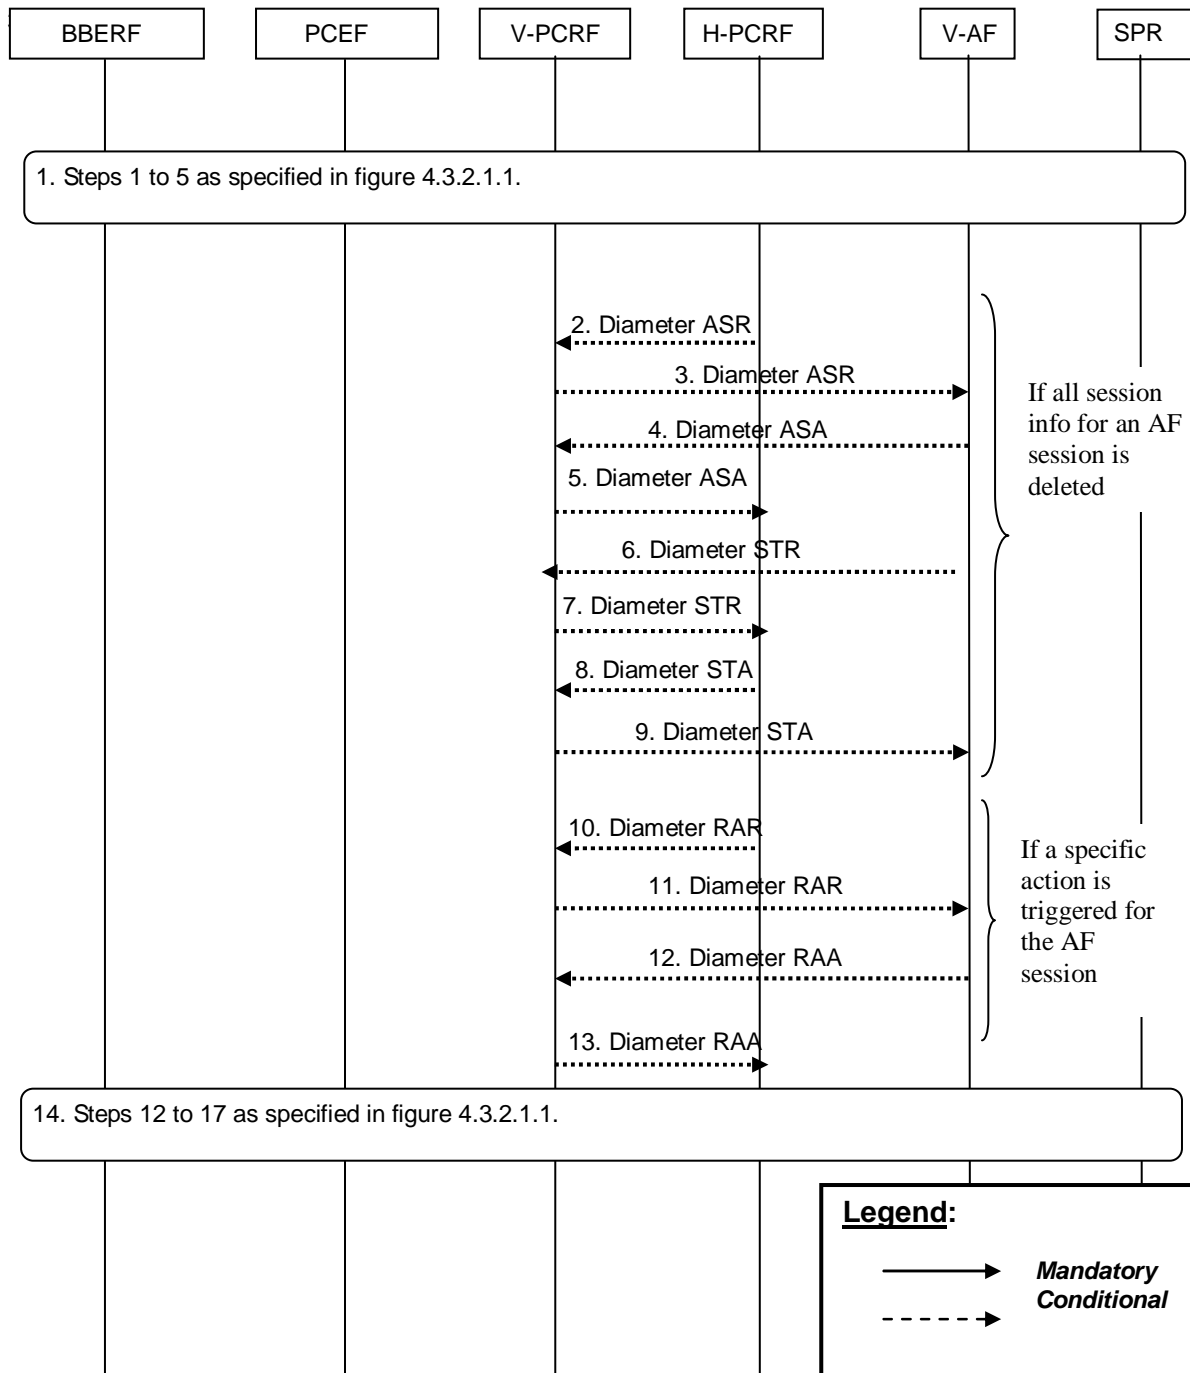 BBERF
PCEF
V-PCRF
H-PCRF
V-AF
SPR
1. Steps 1 to 5 as specified in figure 4.3.2.1.1.
2. Diameter ASR
3. Diameter ASR
4. Diameter ASA
5. Diameter ASA
6. Diameter STR
7. Diameter STR
8. Diameter STA
9. Diameter STA
If all session
info for an AF
session is
deleted
10. Diameter RAR
11. Diameter RAR
12. Diameter RAA
13. Diameter RAA
If a specific
action is
triggered for
the AF
session
14. Steps 12 to 17 as specified in figure 4.3.2.1.1.
Legend:
Mandatory
Conditional